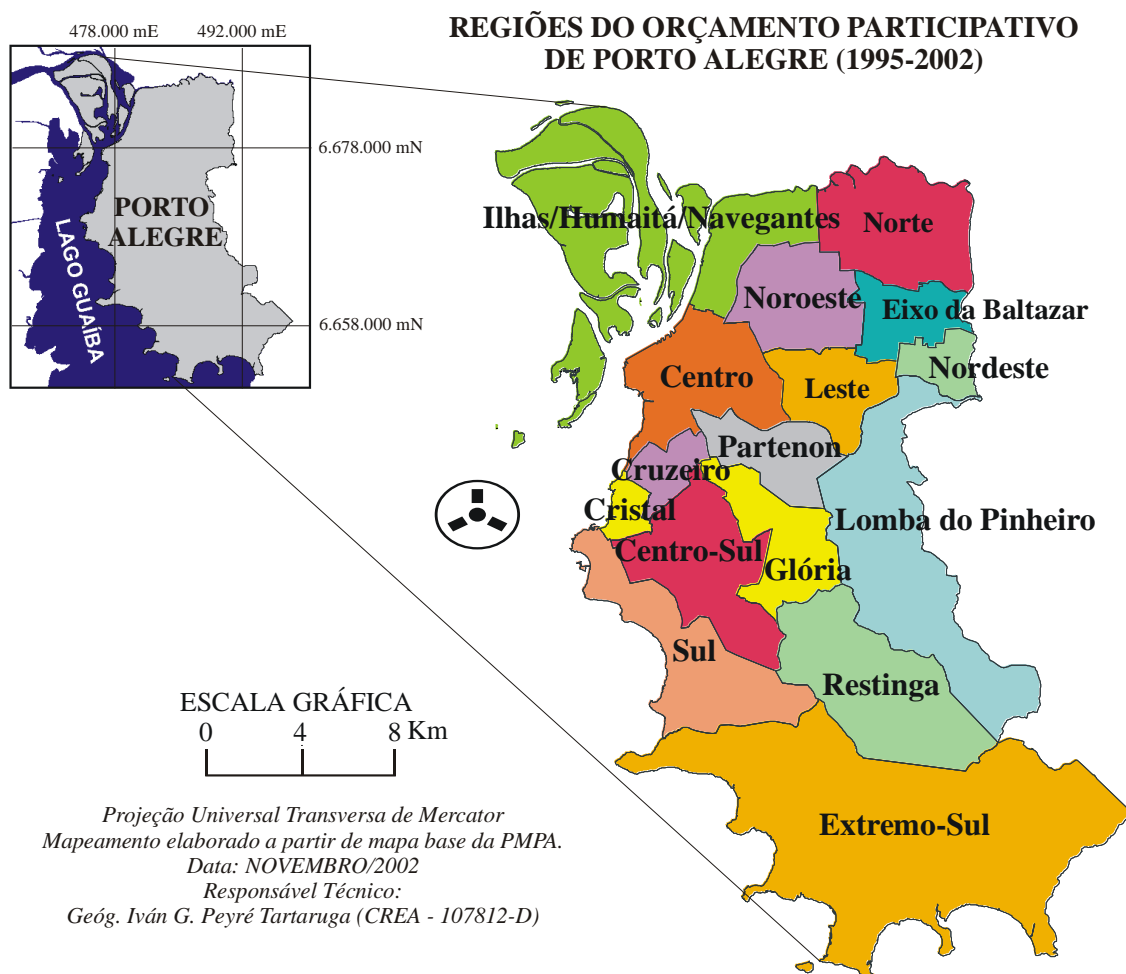 REGIÕES DO ORÇAMENTO PARTICIPATIVO
DE PORTO ALEGRE (1995-2002)
478.000 mE
492.000 mE
6.678.000 mN
6.658.000 mN
PORTO
ALEGRE
LAGO GUAÍBA
Ilhas/Humaitá/Navegantes
Norte
Noroeste
Eixo da Baltazar
Nordeste
Centro
Leste
Partenon
Cruzeiro
Cristal
Lomba do Pinheiro
Centro-Sul
Glória
Sul
Restinga
Extremo-Sul
ESCALA GRÁFICA
0 4 8 Km
Projeção Universal Transversa de Mercator
Mapeamento elaborado a partir de mapa base da PMPA.
Data: NOVEMBRO/2002
Responsável Técnico:
Geóg. Iván G. Peyré Tartaruga (CREA - 107812-D)